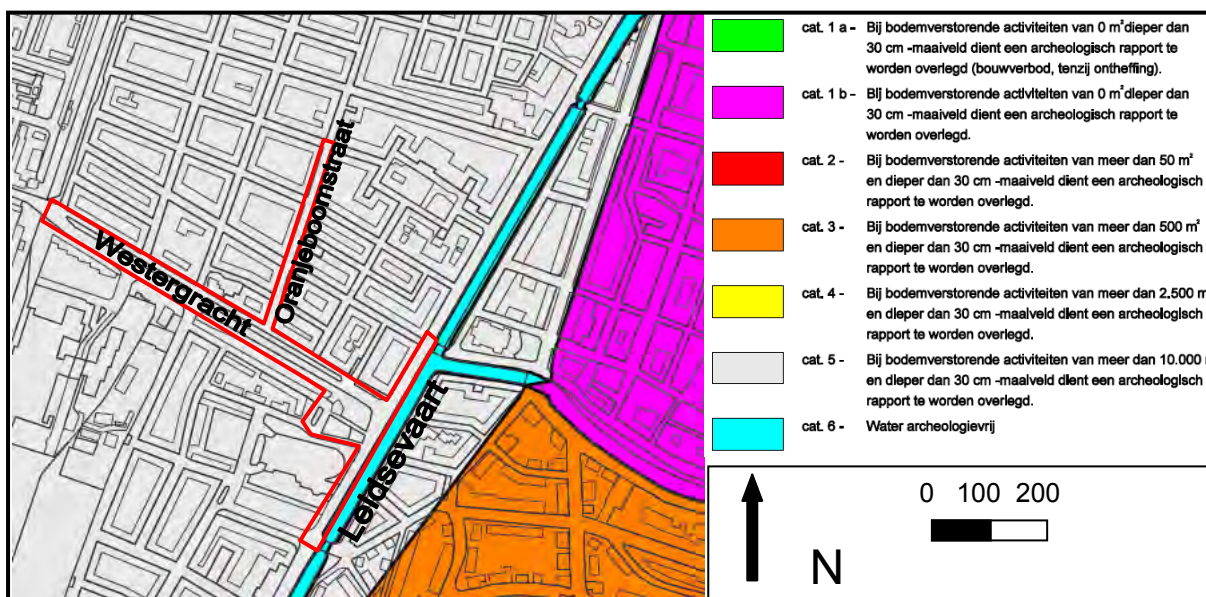 Oranjeboomstraat
Westergracht
Leidsevaart
cat. 1 a - Bij bodemverstorende activiteiten van 0 m² dieper dan
30 cm -maaiveld dient een archeologisch rapport te
worden overlegd (bouwverbod, tenzij ontheffing).
cat. 1 b - Bij bodemverstorende activiteiten van 0 m² dieper dan
30 cm -maaiveld dient een archeologisch rapport te
worden overlegd.
cat. 2 - Bij bodemverstorende activiteiten van meer dan 50 m²
en dieper dan 30 cm -maaiveld dient een archeologisch
rapport te worden overlegd.
cat. 3 - Bij bodemverstorende activiteiten van meer dan 500 m²
en dieper dan 30 cm -maaiveld dient een archeologisch
rapport te worden overlegd.
cat. 4 - Bij bodemverstorende activiteiten van meer dan 2.500 m
en dieper dan 30 cm -maaiveld dient een archeologisch
rapport te worden overlegd.
cat. 5 - Bij bodemverstorende activiteiten van meer dan 10.000
en dieper dan 30 cm -maaiveld dient een archeologisch
rapport te worden overlegd.
cat. 6 - Water archeologievrij
0 100 200
N